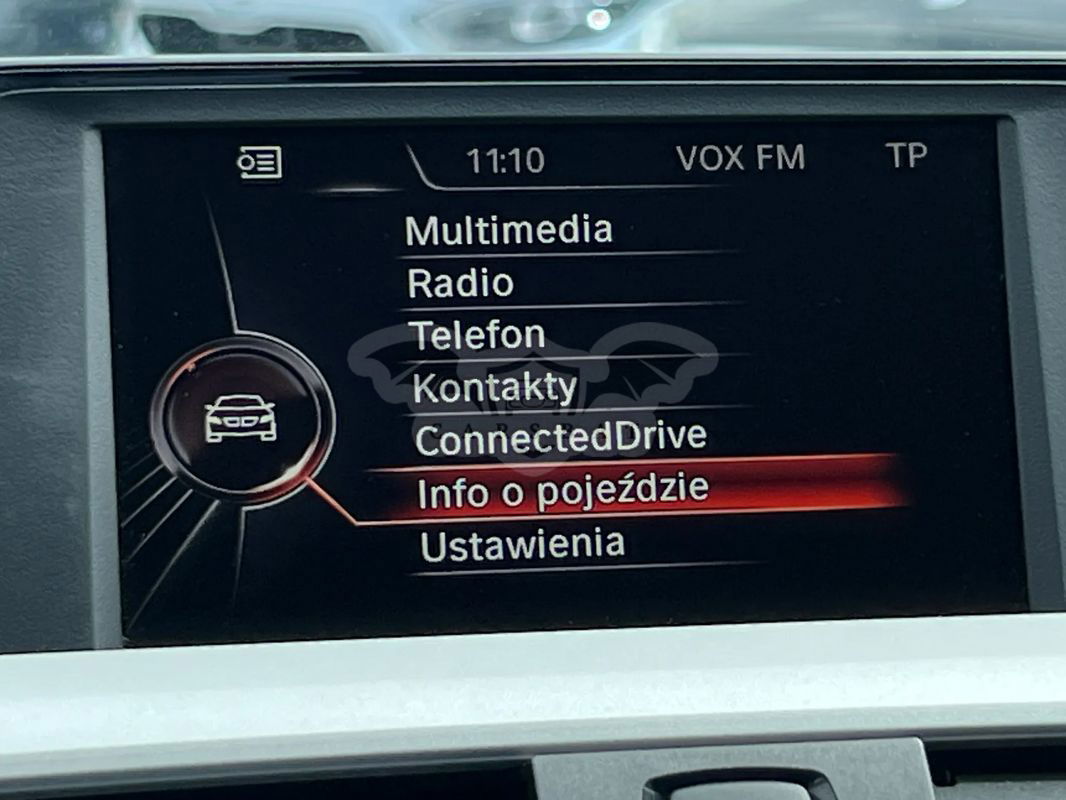 11:10 VOX FM TP
Multimedia
Radio
Telefon
Kontakty
ConnectedDrive
Info o pojeździe
Ustawienia